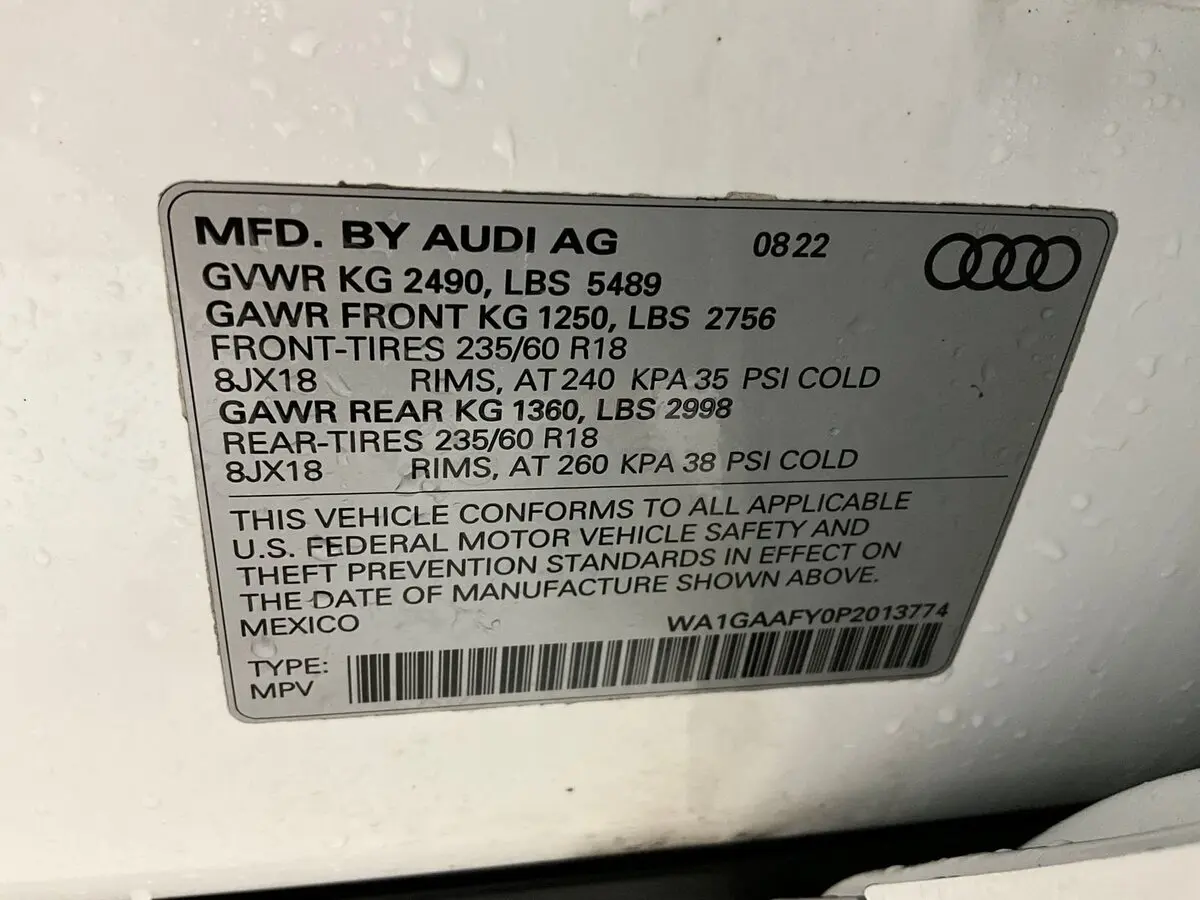 MFD. BY AUDI AG 0822
GVWR KG 2490, LBS 5489
GAWR FRONT KG 1250, LBS 2756
FRONT-TIRES 235/60 R18
8JX18 RIMS, AT 240 KPA 35 PSI COLD
GAWR REAR KG 1360, LBS 2998
REAR-TIRES 235/60 R18
8JX18 RIMS, AT 260 KPA 38 PSI COLD
THIS VEHICLE CONFORMS TO ALL APPLICABLE
U.S. FEDERAL MOTOR VEHICLE SAFETY AND
THEFT PREVENTION STANDARDS IN EFFECT ON
THE DATE OF MANUFACTURE SHOWN ABOVE.
MEXICO WA1GAAFY0P2013774
TYPE:
MPV